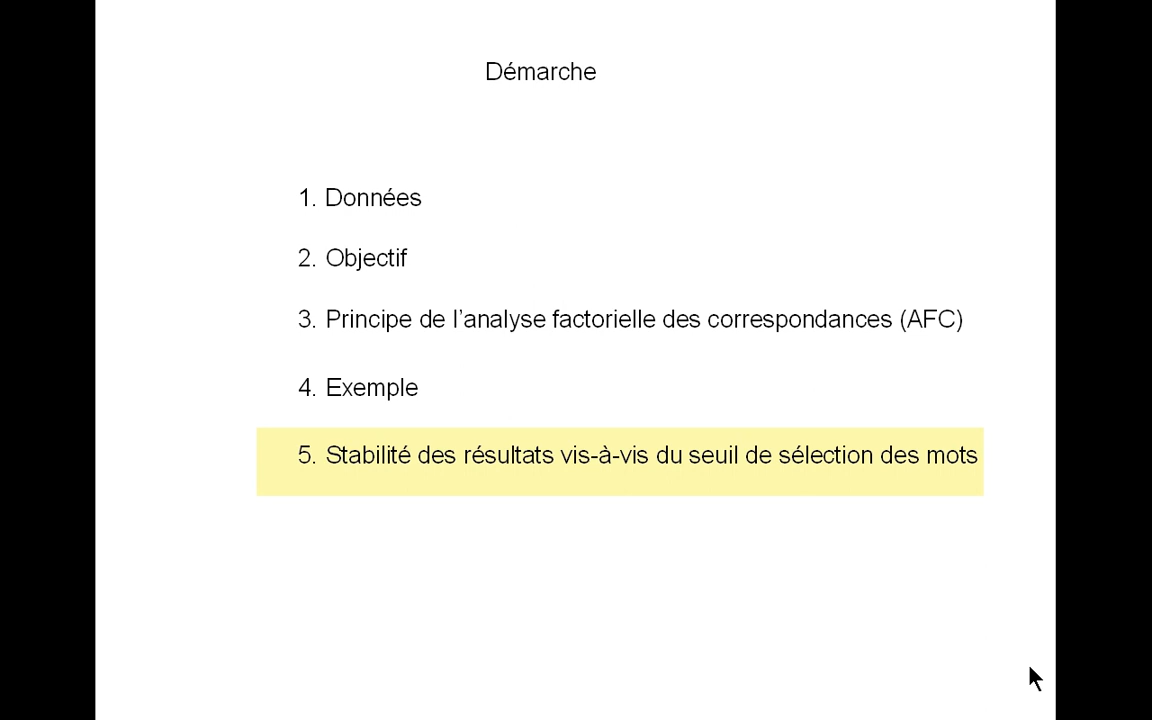 Démarche
1. Données
2. Objectif
3. Principe de l’analyse factorielle des correspondances (AFC)
4. Exemple
5. Stabilité des résultats vis-à-vis du seuil de sélection des mots